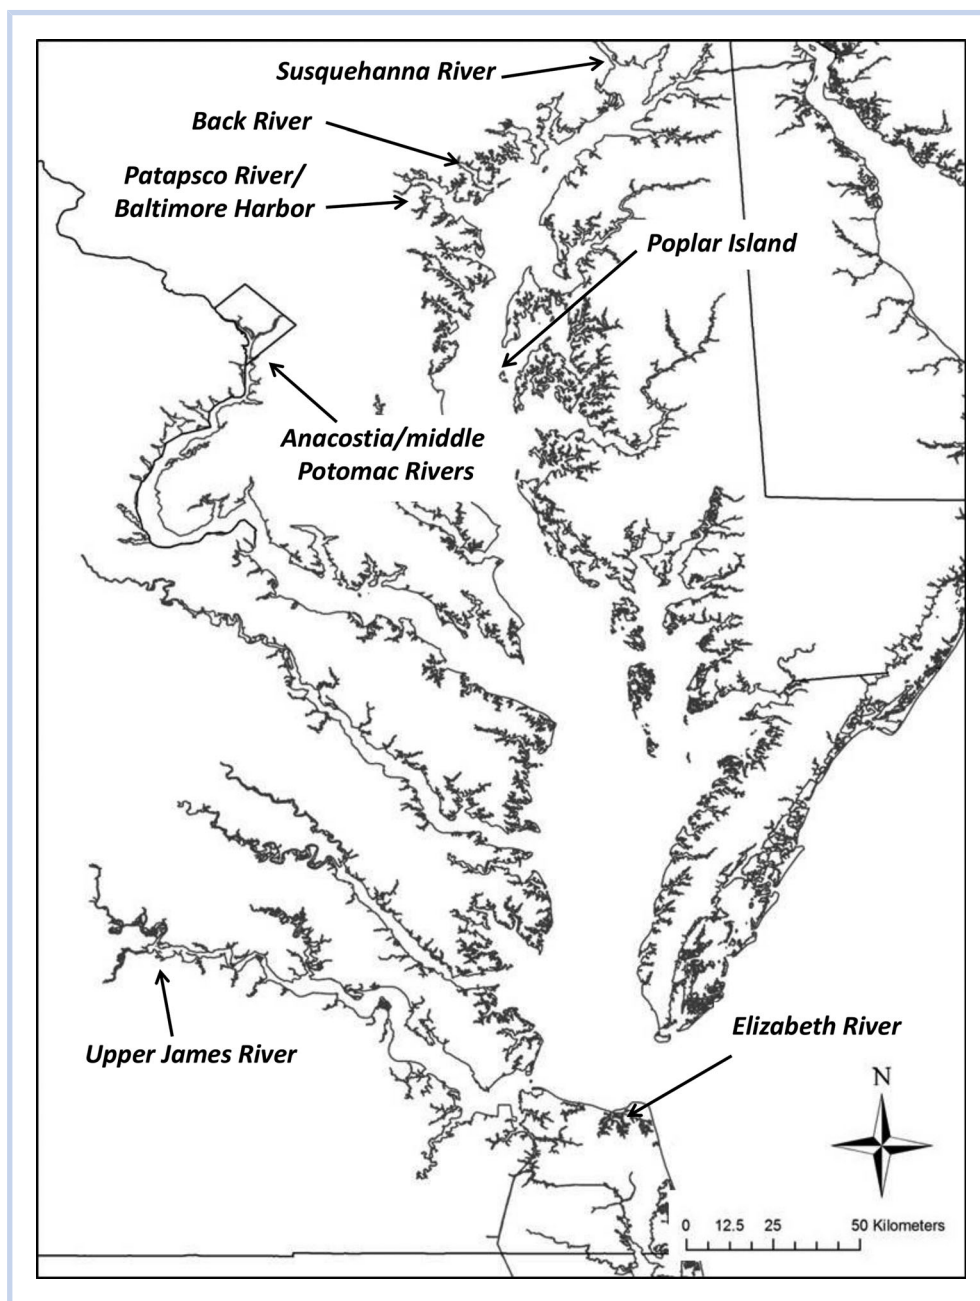 Susquehanna River
Back River
Patapsco River/
Baltimore Harbor
Poplar Island
Anacostia/middle
Potomac Rivers
Upper James River
Elizabeth River
N
0 12.5 25 50 Kilometers